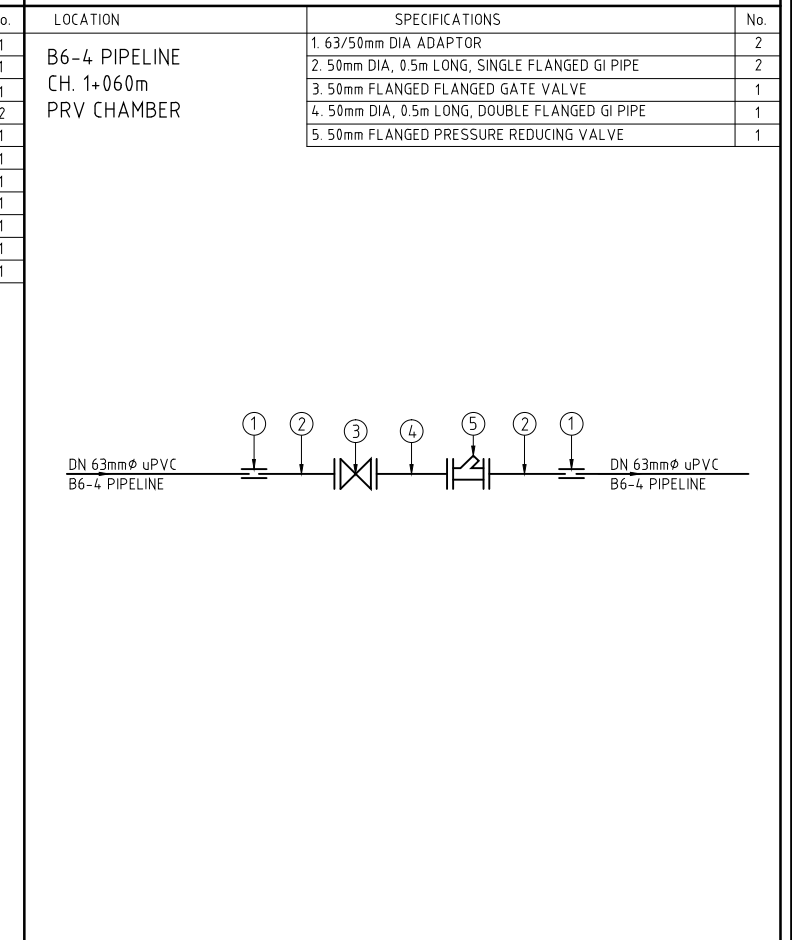 o. LOCATION SPECIFICATIONS No.
1
1
1
2
1
1
1
1
1
1
1
B6-4 PIPELINE
CH. 1+060m
PRV CHAMBER
1. 63/50mm DIA ADAPTOR 2
2. 50mm DIA, 0.5m LONG, SINGLE FLANGED GI PIPE 2
3. 50mm FLANGED FLANGED GATE VALVE 1
4. 50mm DIA, 0.5m LONG, DOUBLE FLANGED GI PIPE 1
5. 50mm FLANGED PRESSURE REDUCING VALVE 1
1 2 3 4 5 2 1
DN 63mmø uPVC
B6-4 PIPELINE
DN 63mmø uPVC
B6-4 PIPELINE